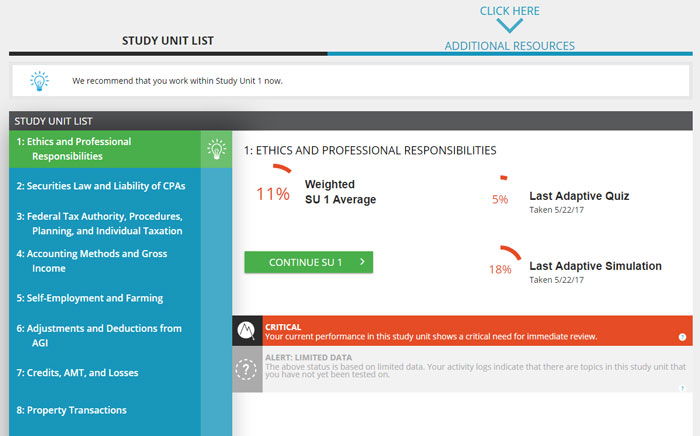 CLICK HERE
STUDY UNIT LIST
ADDITIONAL RESOURCES
We recommend that you work within Study Unit 1 now.
STUDY UNIT LIST
1: Ethics and Professional
Responsibilities
2: Securities Law and Liability of CPAs
3: Federal Tax Authority, Procedures,
Planning, and Individual Taxation
4: Accounting Methods and Gross
Income
5: Self-Employment and Farming
6: Adjustments and Deductions from
AGI
7: Credits, AMT, and Losses
8: Property Transactions
1: ETHICS AND PROFESSIONAL RESPONSIBILITIES
11%
Weighted
SU 1 Average
5%
Last Adaptive Quiz
Taken 5/22/17
CONTINUE SU 1 >
18%
Last Adaptive Simulation
Taken 5/22/17
CRITICAL
Your current performance in this study unit shows a critical need for immediate review.
?
?
ALERT: LIMITED DATA
The above status is based on limited data. Your activity logs indicate that there are topics in this study unit that
you have not yet been tested on.
?